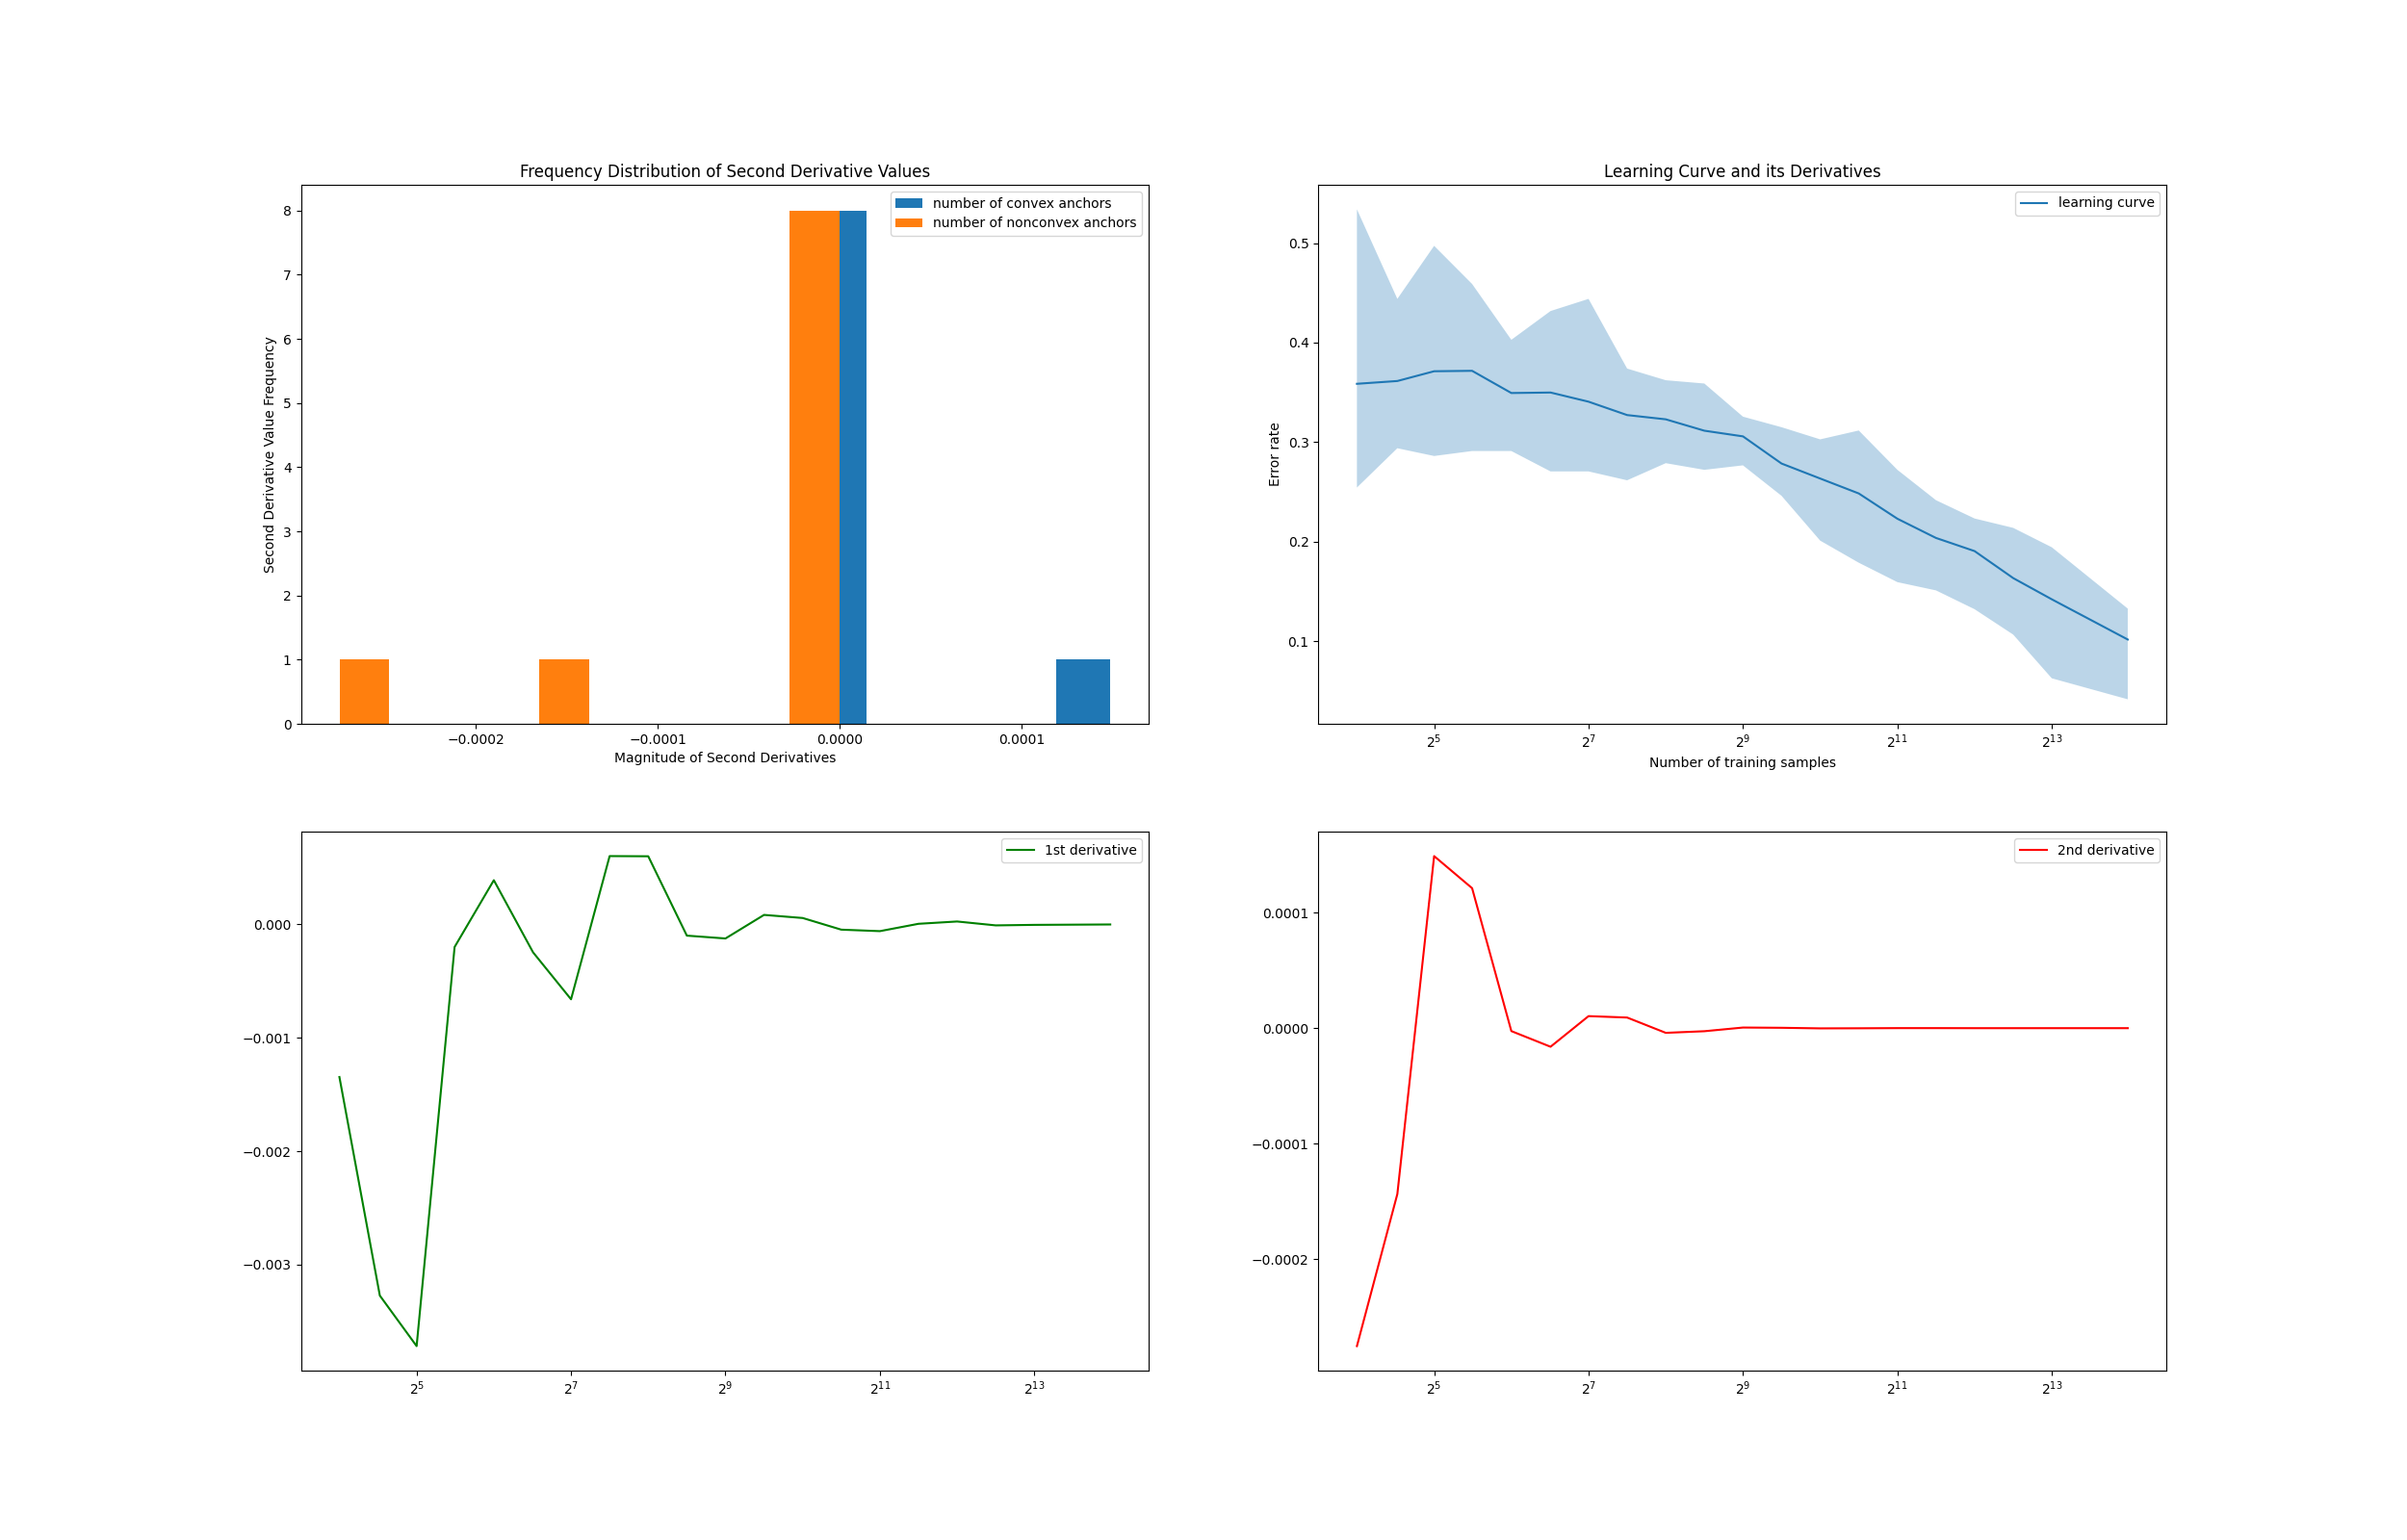 Frequency Distribution of Second Derivative Values
number of convex anchors
number of nonconvex anchors
Second Derivative Value Frequency
8
7
6
5
4
3
2
1
0
−0.0002 −0.0001 0.0000 0.0001
Magnitude of Second Derivatives
Learning Curve and its Derivatives
learning curve
Error rate
0.5
0.4
0.3
0.2
0.1
2^5 2^7 2^9 2^11 2^13
Number of training samples
1st derivative
0.000
−0.001
−0.002
−0.003
2^5 2^7 2^9 2^11 2^13
2nd derivative
0.0001
0.0000
−0.0001
−0.0002
2^5 2^7 2^9 2^11 2^13